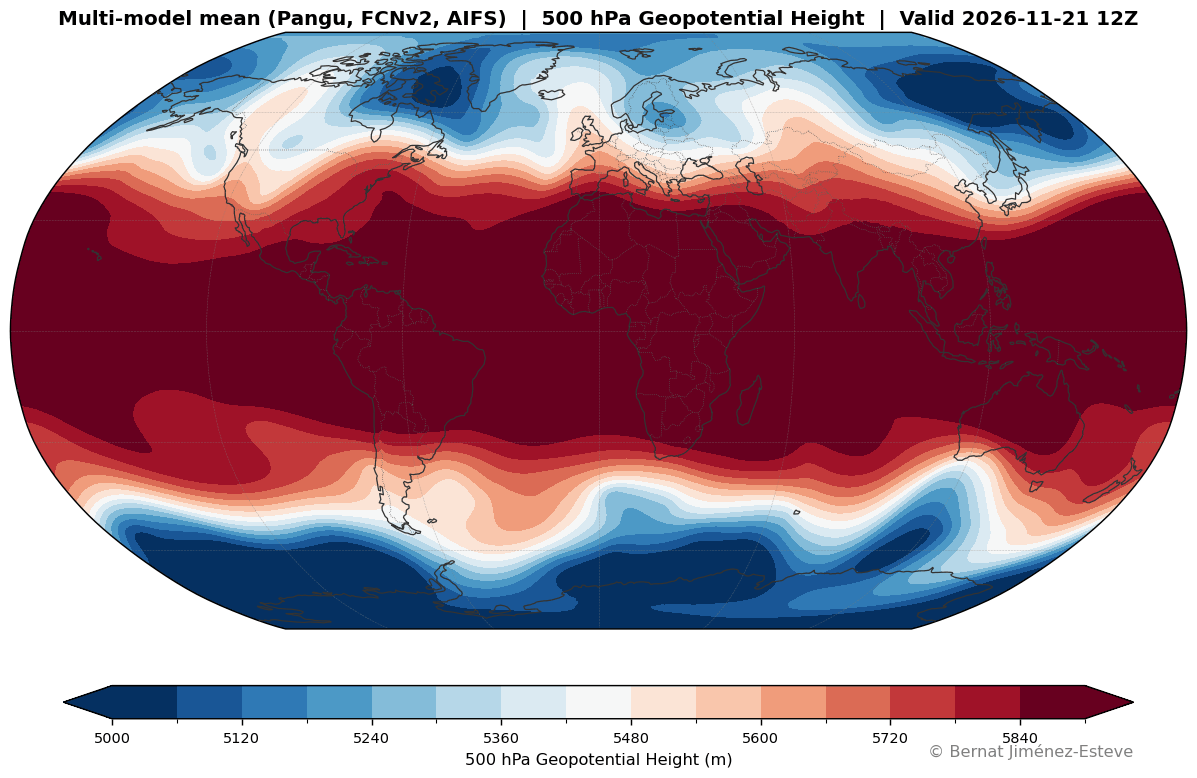 Multi-model mean (Pangu, FCNv2, AIFS) | 500 hPa Geopotential Height | Valid 2026-11-21 12Z
5000 5120 5240 5360 5480 5600 5720 5840
500 hPa Geopotential Height (m)
© Bernat Jiménez-Esteve